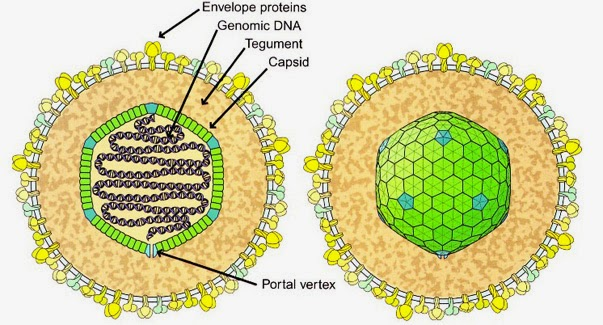 Envelope proteins
Genomic DNA
Tegument
Capsid
Portal vertex